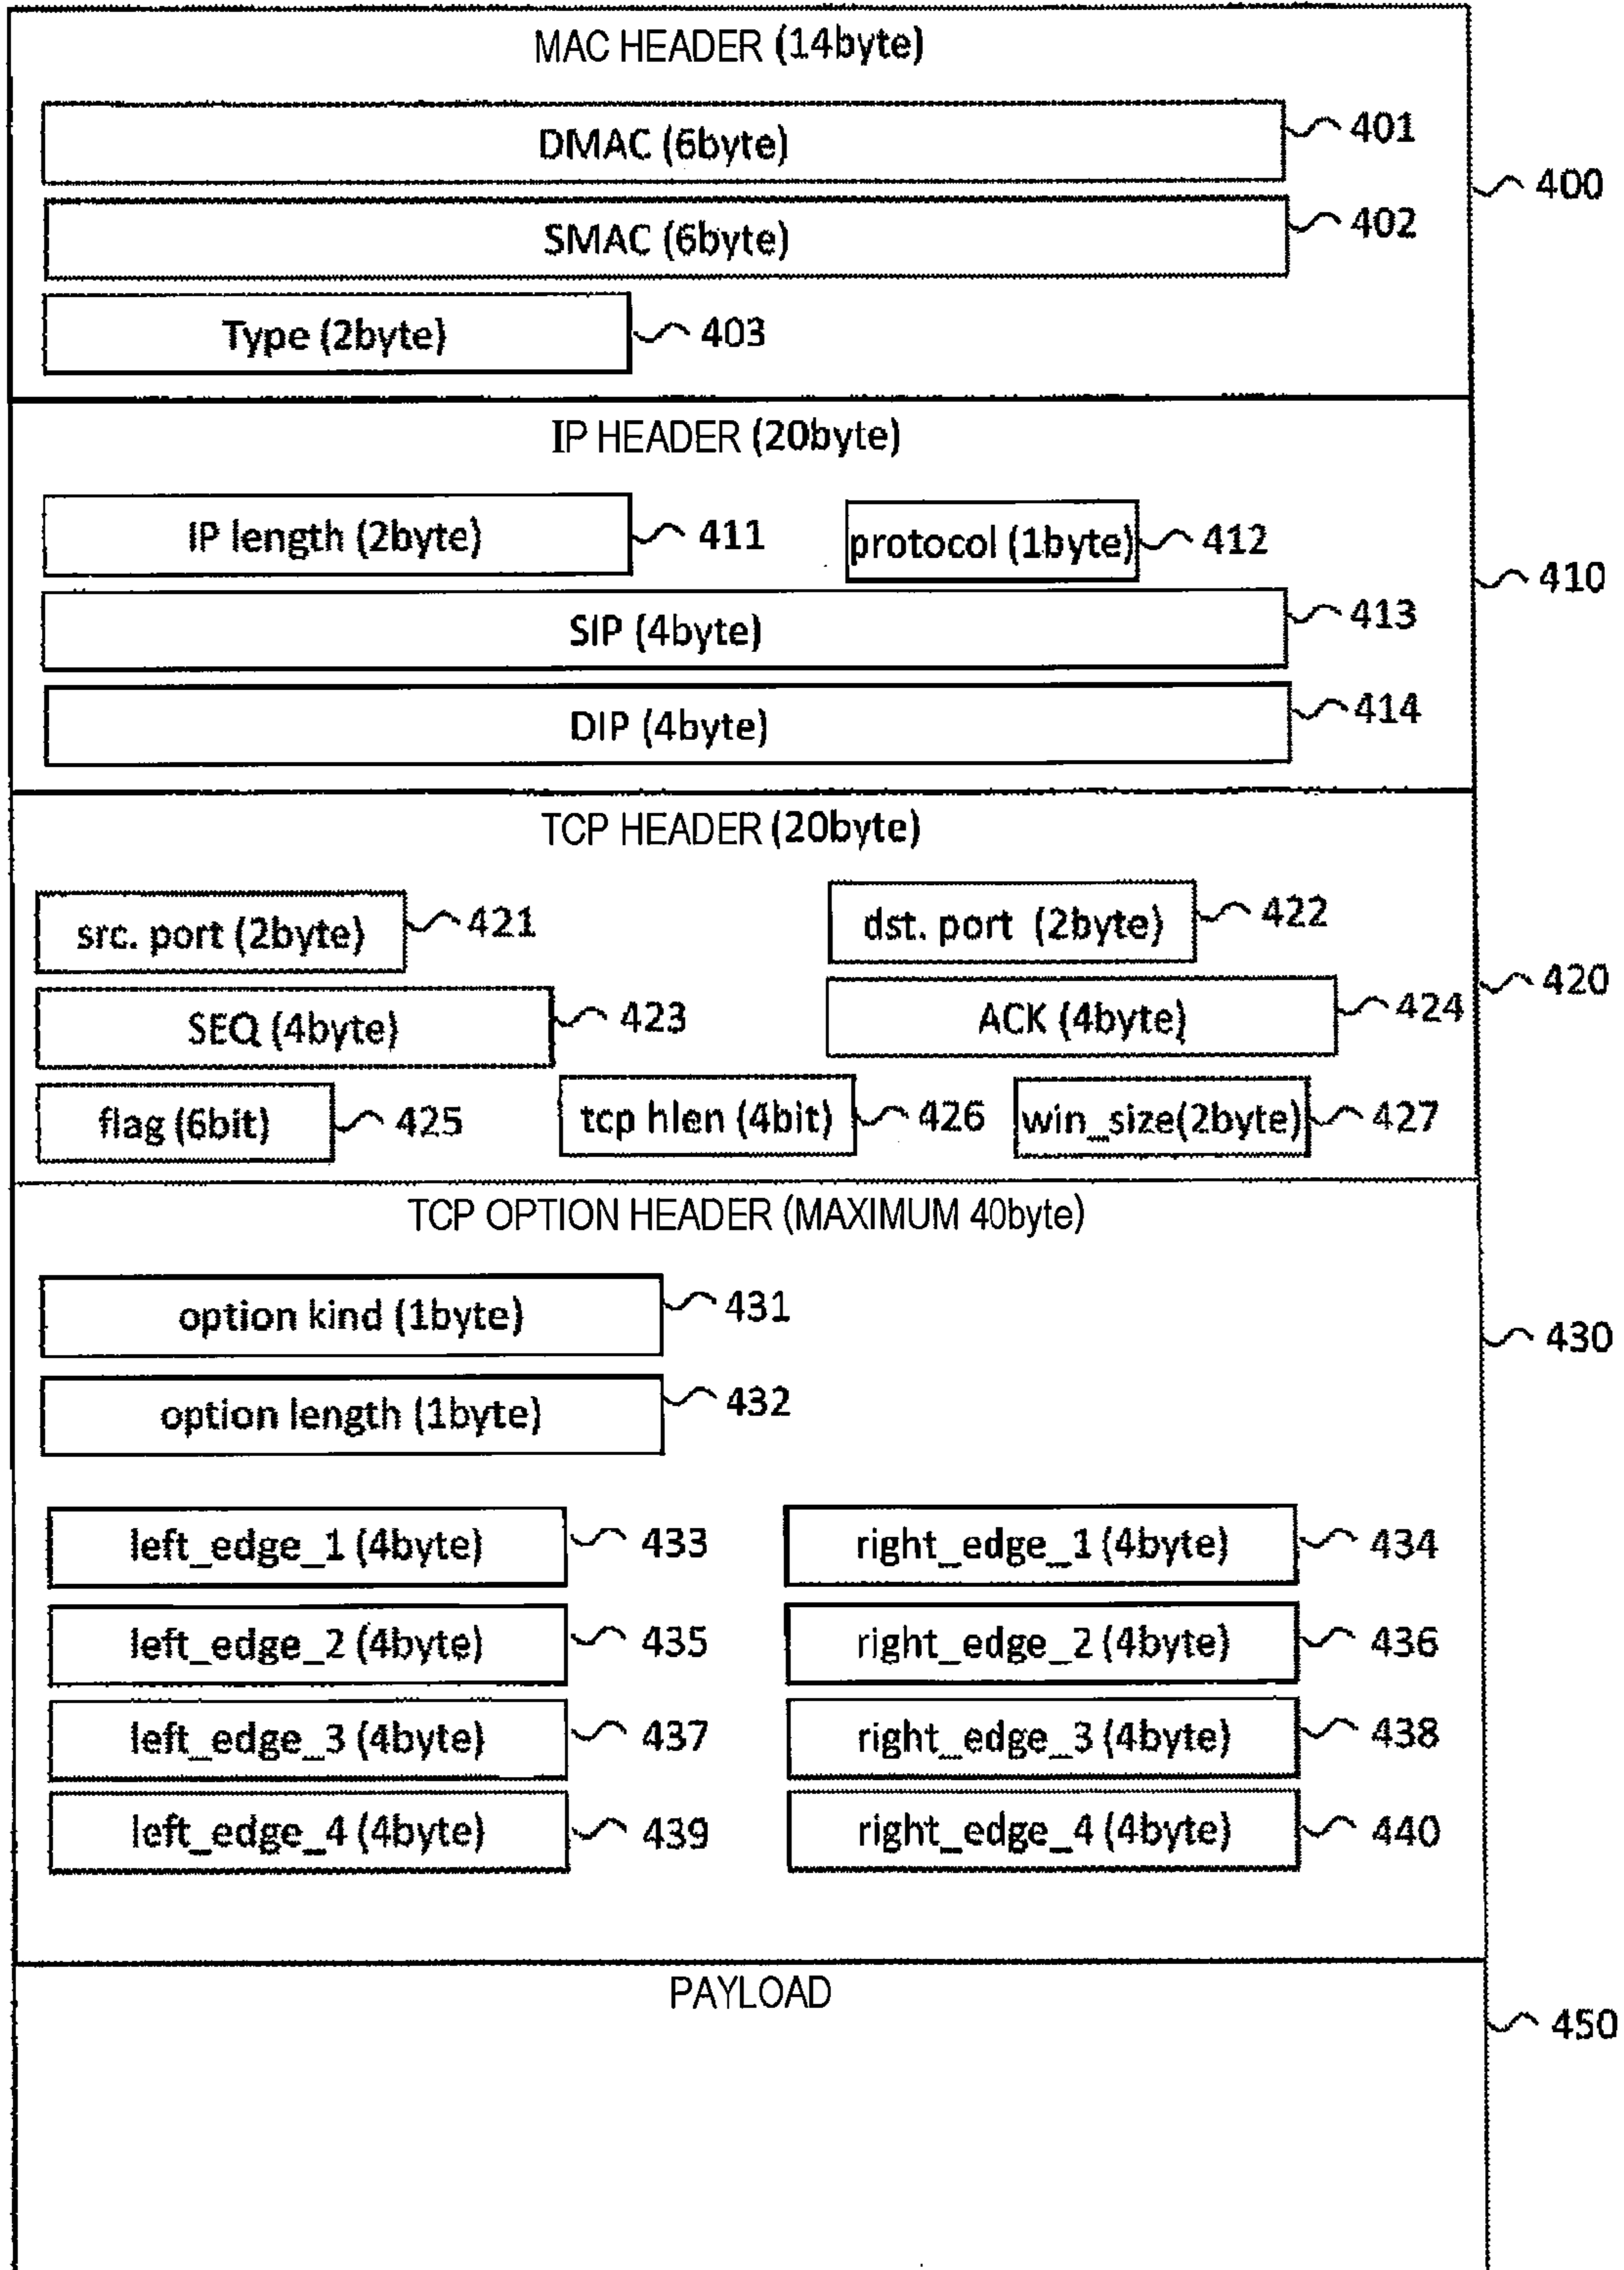 MAC HEADER (14byte)
DMAC (6byte) 401
400
SMAC (6byte) 402
Type (2byte) 403
IP HEADER (20byte)
IP length (2byte) 411 protocol (1byte) 412
410
SIP (4byte) 413
DIP (4byte) 414
TCP HEADER (20byte)
src. port (2byte) 421 dst. port (2byte) 422
420
SEQ (4byte) 423 ACK (4byte) 424
flag (6bit) 425 tcp hlen (4bit) 426 win_size(2byte) 427
TCP OPTION HEADER (MAXIMUM 40byte)
option kind (1byte) 431
430
option length (1byte) 432
left_edge_1 (4byte) 433 right_edge_1 (4byte) 434
left_edge_2 (4byte) 435 right_edge_2 (4byte) 436
left_edge_3 (4byte) 437 right_edge_3 (4byte) 438
left_edge_4 (4byte) 439 right_edge_4 (4byte) 440
PAYLOAD
450